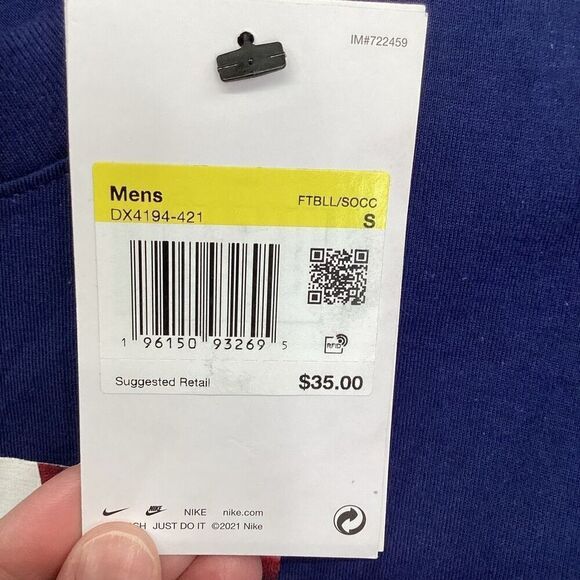 IM#722459
Mens FTBLL/SOCC
DX4194-421 S
1 96150 93269 5
RFID
Suggested Retail $35.00
NIKE nike.com
JUST DO IT ©2021 Nike